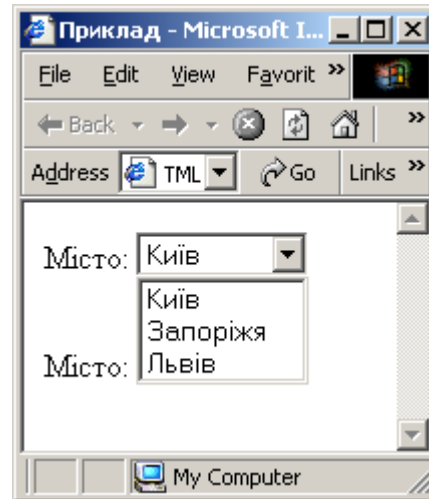 Приклад - Microsoft I...
File Edit View Favorit »
Back »
Address TML Go Links »
Місто: Київ
Київ
Запоріжя
Місто: Львів
My Computer